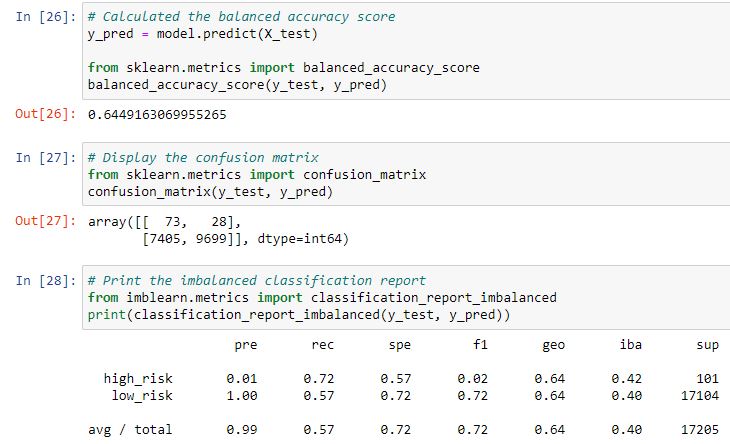 In [26]: # Calculated the balanced accuracy score
y_pred = model.predict(X_test)
from sklearn.metrics import balanced_accuracy_score
balanced_accuracy_score(y_test, y_pred)
Out[26]: 0.6449163069955265
In [27]: # Display the confusion matrix
from sklearn.metrics import confusion_matrix
confusion_matrix(y_test, y_pred)
Out[27]: array([[  73,   28],
       [7405, 9699]], dtype=int64)
In [28]: # Print the imbalanced classification report
from imblearn.metrics import classification_report_imbalanced
print(classification_report_imbalanced(y_test, y_pred))
pre rec spe f1 geo iba sup
high_risk 0.01 0.72 0.57 0.02 0.64 0.42 101
low_risk 1.00 0.57 0.72 0.72 0.64 0.40 17104
avg / total 0.99 0.57 0.72 0.72 0.64 0.40 17205